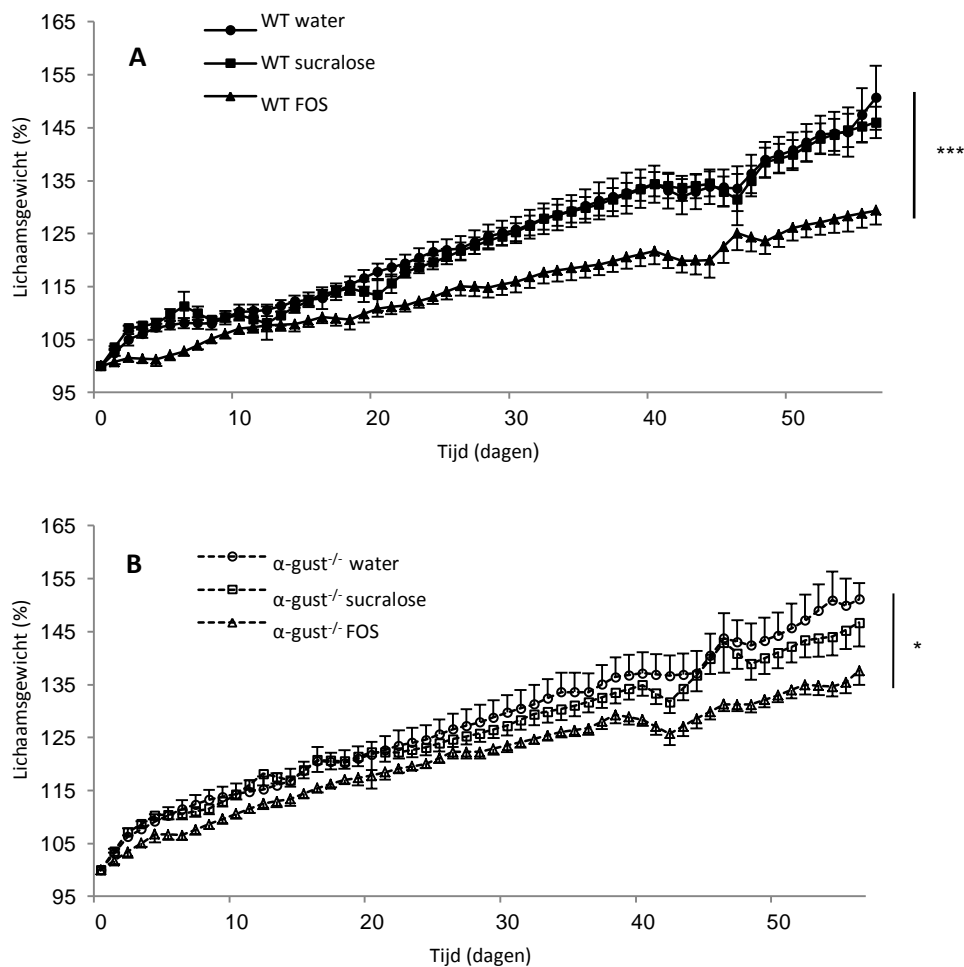 165
155
145
135
125
115
105
95
Lichaamsgewicht (%)
A
WT water
WT sucralose
WT FOS
***
0 10 20 30 40 50
Tijd (dagen)
165
155
145
135
125
115
105
95
Lichaamsgewicht (%)
B
α-gust-/- water
α-gust-/- sucralose
α-gust-/- FOS
*
0 10 20 30 40 50
Tijd (dagen)